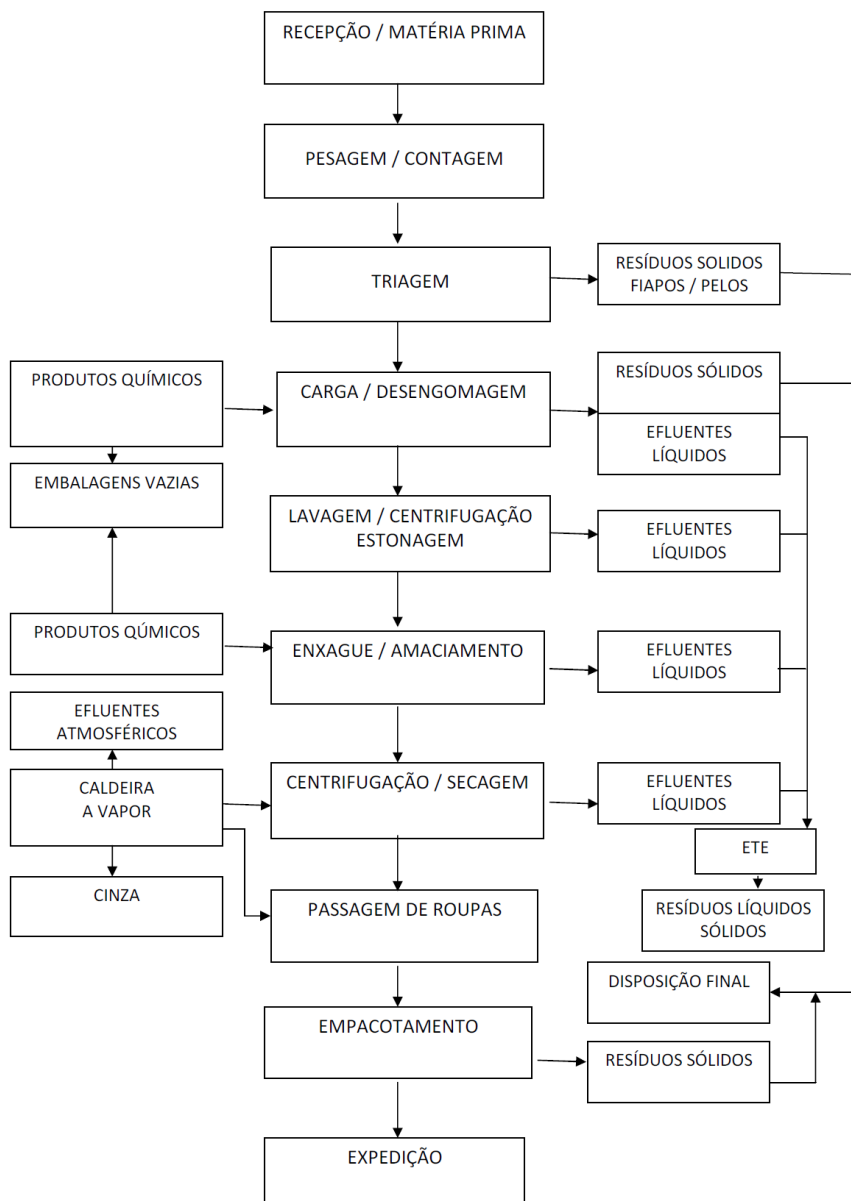 RECEPÇÃO / MATÉRIA PRIMA
PESAGEM / CONTAGEM
TRIAGEM
RESÍDUOS SOLIDOS
FIAPOS / PELOS
PRODUTOS QUÍMICOS
CARGA / DESENGOMAGEM
RESÍDUOS SÓLIDOS
EFLUENTES
LÍQUIDOS
EMBALAGENS VAZIAS
LAVAGEM / CENTRIFUGAÇÃO
ESTONAGEM
EFLUENTES
LÍQUIDOS
PRODUTOS QÚMICOS
ENXAGUE / AMACIAMENTO
EFLUENTES
LÍQUIDOS
EFLUENTES
ATMOSFÉRICOS
CALDEIRA
A VAPOR
CENTRIFUGAÇÃO / SECAGEM
EFLUENTES
LÍQUIDOS
ETE
CINZA
PASSAGEM DE ROUPAS
RESÍDUOS LÍQUIDOS
SÓLIDOS
DISPOSIÇÃO FINAL
EMPACOTAMENTO
RESÍDUOS SÓLIDOS
EXPEDIÇÃO